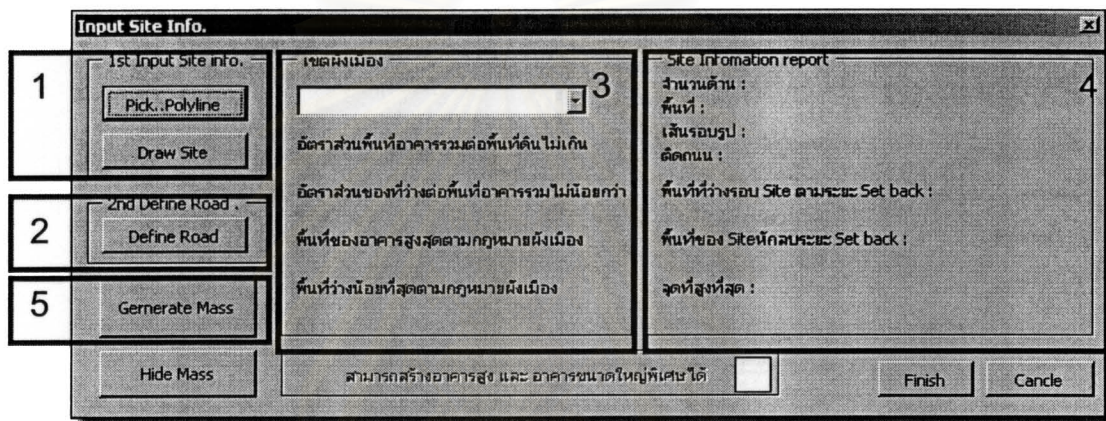 Input Site Info.
1
1st Input Site info.
Pick..Polyline
Draw Site
2
2nd Define Road .
Define Road
5
Gernerate Mass
Hide Mass
เขตผังเมือง
3
อัตราส่วนพื้นที่อาคารรวมต่อพื้นที่ดินไม่เกิน
อัตราส่วนของที่ว่างต่อพื้นที่อาคารรวมไม่น้อยกว่า
พื้นที่ของอาคารสูงสุดตามกฎหมายผังเมือง
พื้นที่ว่างน้อยที่สุดตามกฎหมายผังเมือง
Site Infomation report
4
จำนวนด้าน :
พื้นที่ :
เส้นรอบรูป :
ติดถนน :
พื้นที่ที่ว่างรอบ Site ตามระยะ Set back :
พื้นที่ของ Siteหักลบระยะ Set back :
จุดที่สูงที่สุด :
สามารถสร้างอาคารสูง และ อาคารขนาดใหญ่พิเศษได้
Finish
Cancle